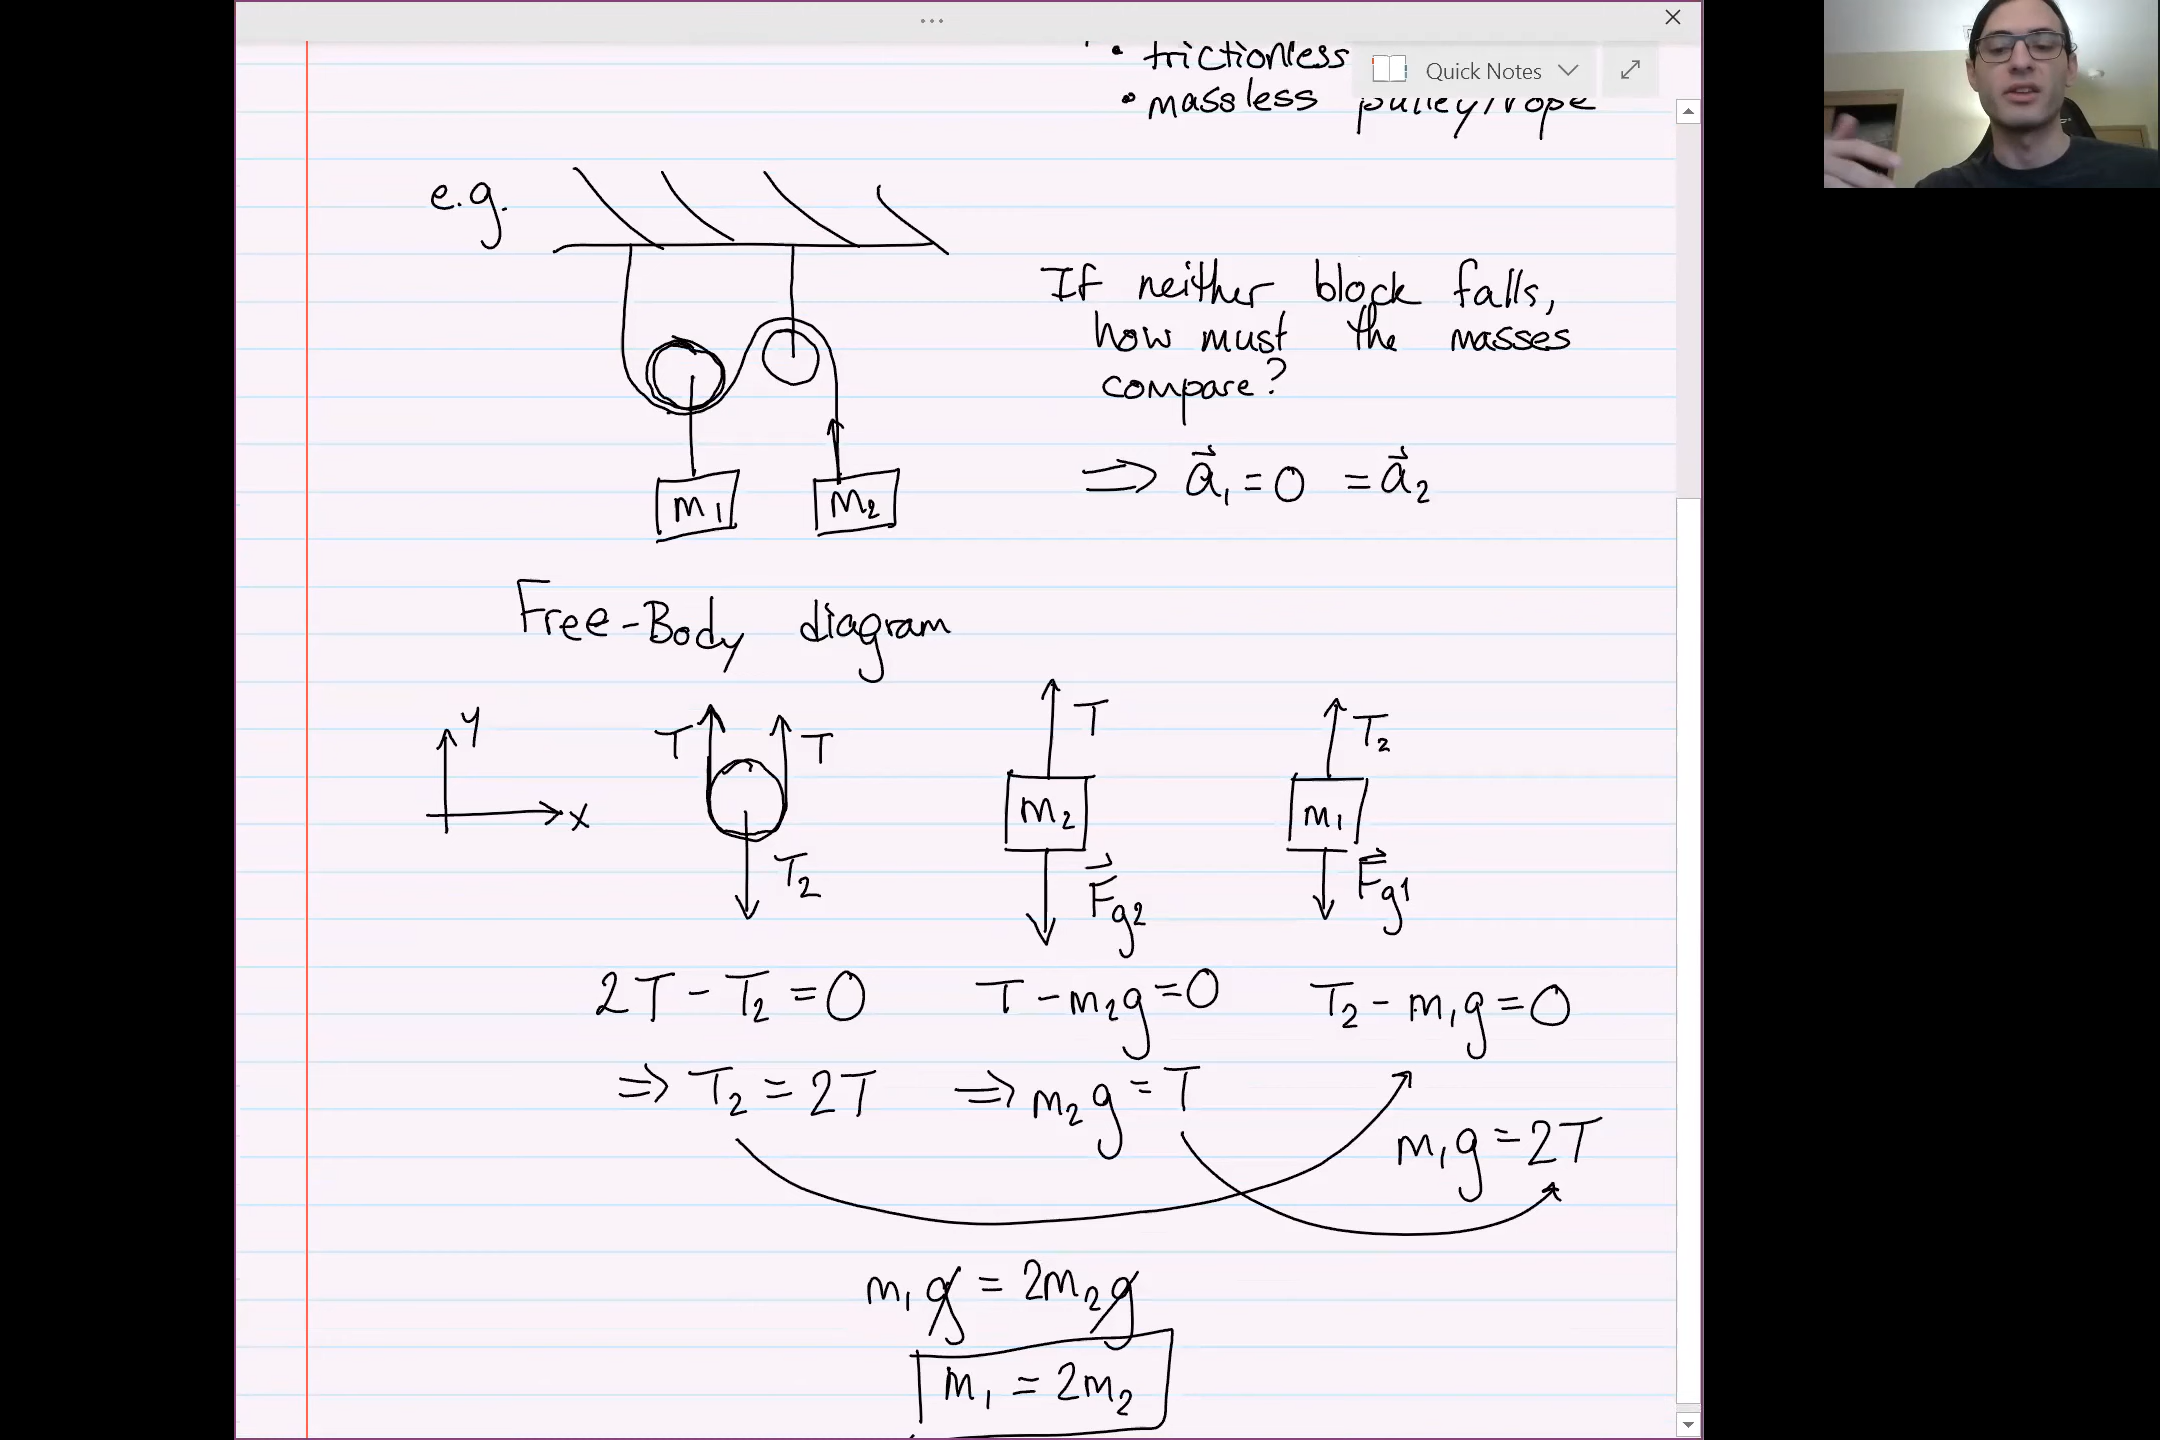 • frictionless
Quick Notes
• massless pulley/rope
e.g.
If neither block falls,
how must the masses
compare?
⇒ a⃗₁ = 0 = a⃗₂
m₁ m₂
Free-Body diagram
y
x
T T
T₂
T
m₂
F⃗g2
T₂
m₁
F⃗g1
2T - T₂ = 0 T - m₂g = 0 T₂ - m₁g = 0
⇒ T₂ = 2T ⇒ m₂g = T
m₁g = 2T
m₁g = 2m₂g
m₁ = 2m₂